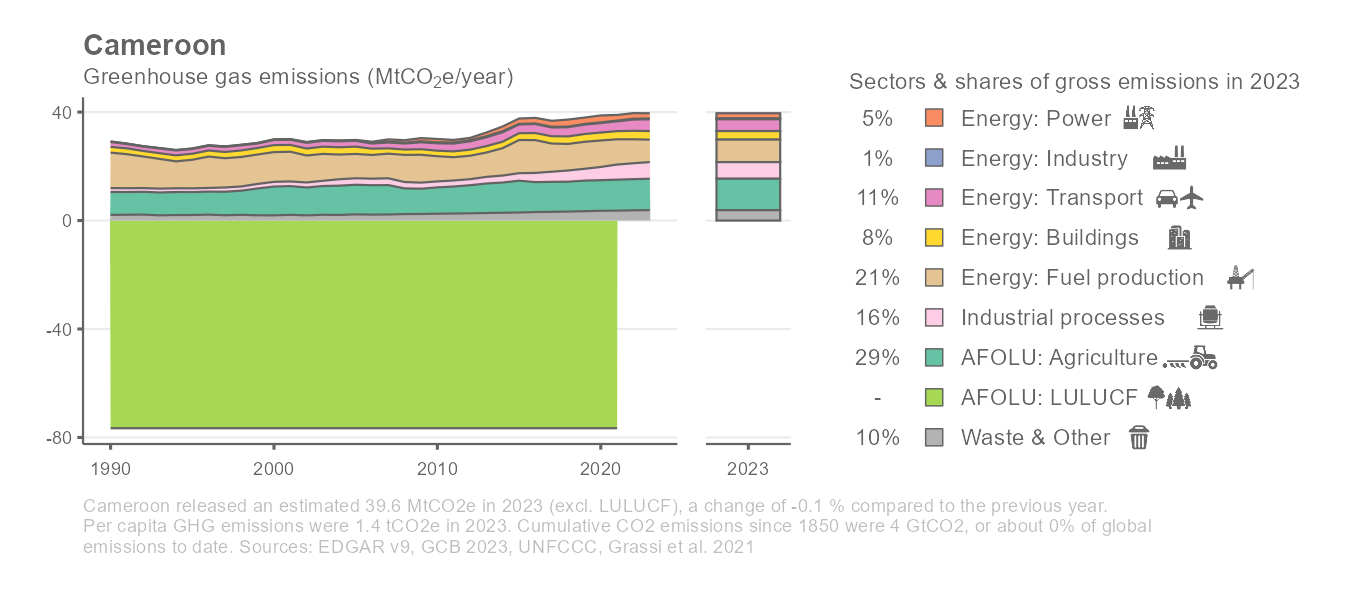 Cameroon
Greenhouse gas emissions (MtCO₂e/year)
40
0
-40
-80
1990
2000
2010
2020
2023
Sectors & shares of gross emissions in 2023
5% Energy: Power
1% Energy: Industry
11% Energy: Transport
8% Energy: Buildings
21% Energy: Fuel production
16% Industrial processes
29% AFOLU: Agriculture
- AFOLU: LULUCF
10% Waste & Other
Cameroon released an estimated 39.6 MtCO2e in 2023 (excl. LULUCF), a change of -0.1 % compared to the previous year.
Per capita GHG emissions were 1.4 tCO2e in 2023. Cumulative CO2 emissions since 1850 were 4 GtCO2, or about 0% of global
emissions to date. Sources: EDGAR v9, GCB 2023, UNFCCC, Grassi et al. 2021